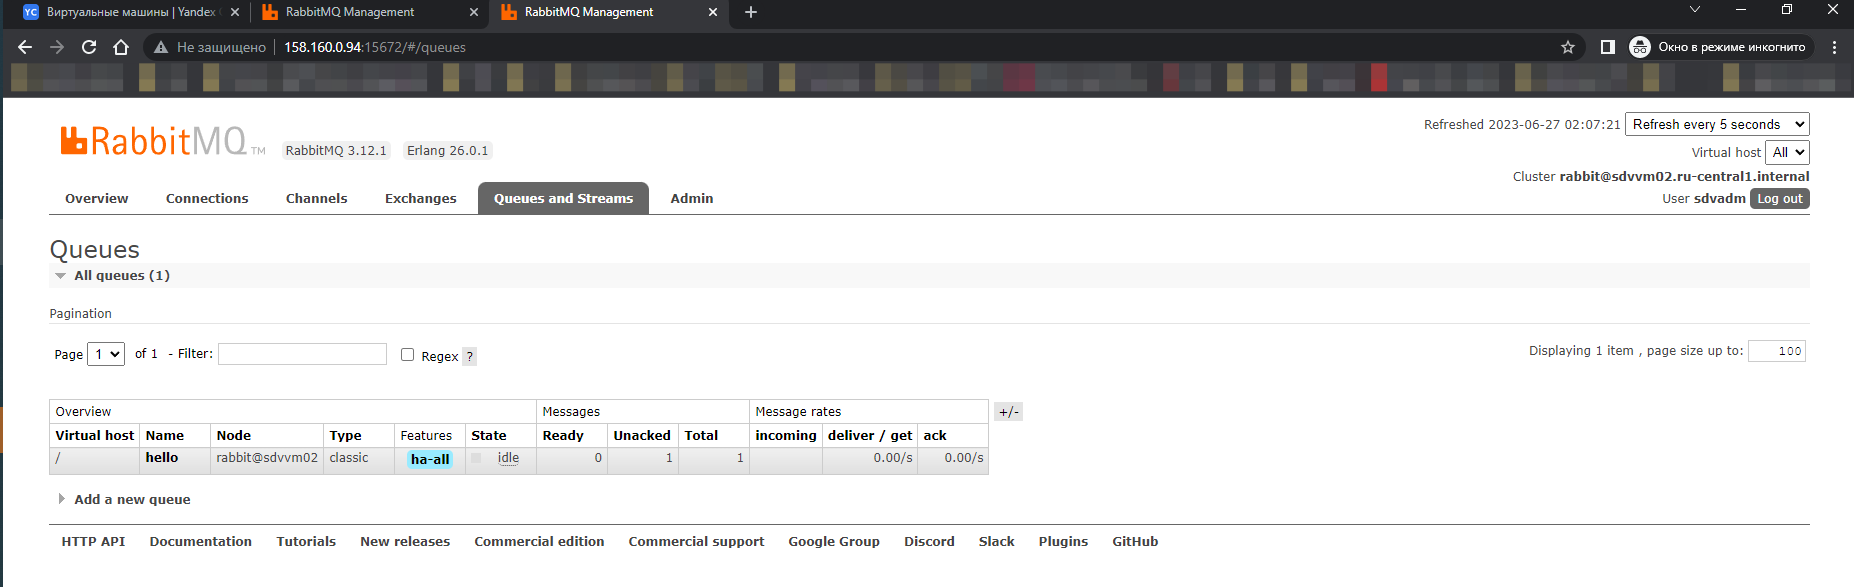 YC Виртуальные машины | Yandex
RabbitMQ Management
RabbitMQ Management
Не защищено 158.160.0.94:15672/#/queues
Окно в режиме инкогнито
RabbitMQ TM RabbitMQ 3.12.1 Erlang 26.0.1
Refreshed 2023-06-27 02:07:21 Refresh every 5 seconds
Virtual host All
Cluster rabbit@sdvvm02.ru-central1.internal
User sdvadm Log out
Overview Connections Channels Exchanges Queues and Streams Admin
Queues
All queues (1)
Pagination
Page 1 of 1 - Filter: Regex ? Displaying 1 item , page size up to: 100
Overview Messages Message rates +/-
Virtual host Name Node Type Features State Ready Unacked Total incoming deliver / get ack
/ hello rabbit@sdvvm02 classic ha-all idle 0 1 1 0.00/s 0.00/s
Add a new queue
HTTP API Documentation Tutorials New releases Commercial edition Commercial support Google Group Discord Slack Plugins GitHub